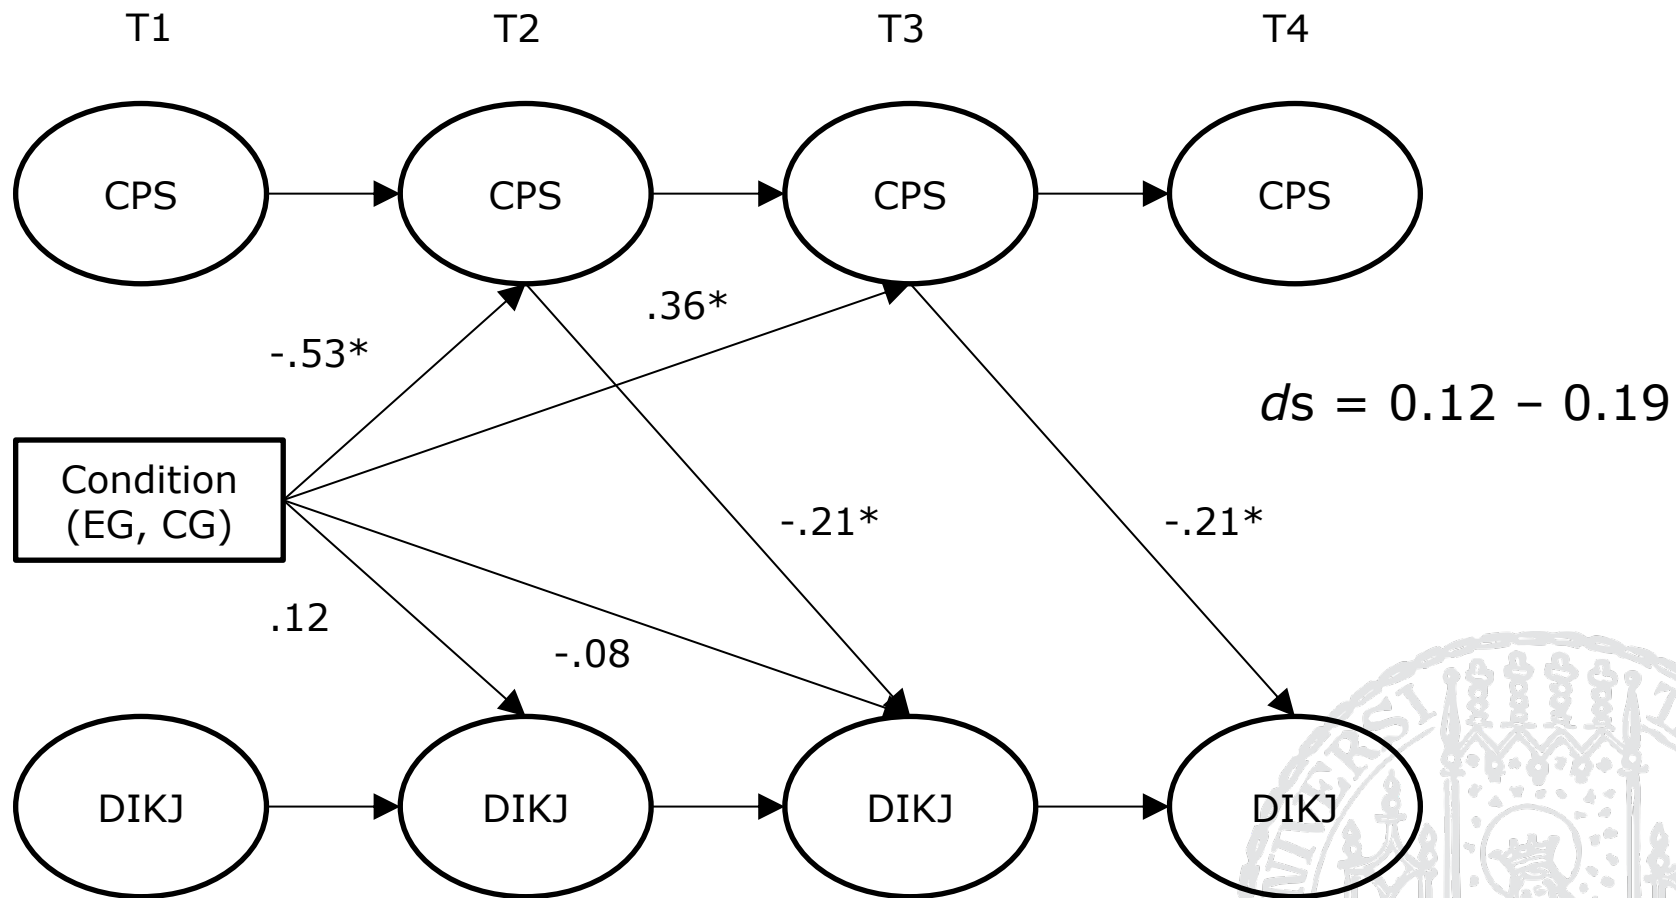 T1 T2 T3 T4
CPS CPS CPS CPS
.36*
-.53*
ds = 0.12 – 0.19
Condition
(EG, CG)
-.21* -.21*
.12
-.08
DIKJ DIKJ DIKJ DIKJ